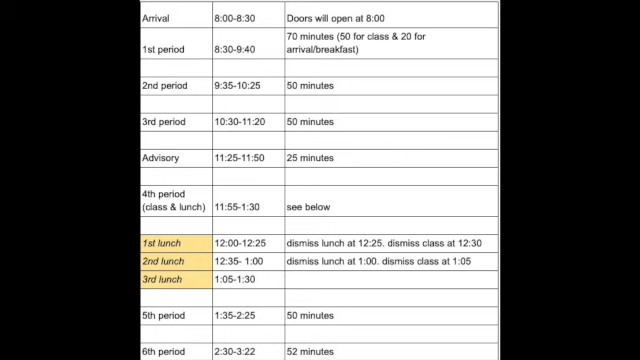 Arrival 8:00-8:30 Doors will open at 8:00
70 minutes (50 for class & 20 for
1st period 8:30-9:40 arrival/breakfast)
2nd period 9:35-10:25 50 minutes
3rd period 10:30-11:20 50 minutes
Advisory 11:25-11:50 25 minutes
4th period
(class & lunch) 11:55-1:30 see below
1st lunch 12:00-12:25 dismiss lunch at 12:25. dismiss class at 12:30
2nd lunch 12:35- 1:00 dismiss lunch at 1:00. dismiss class at 1:05
3rd lunch 1:05-1:30
5th period 1:35-2:25 50 minutes
6th period 2:30-3:22 52 minutes